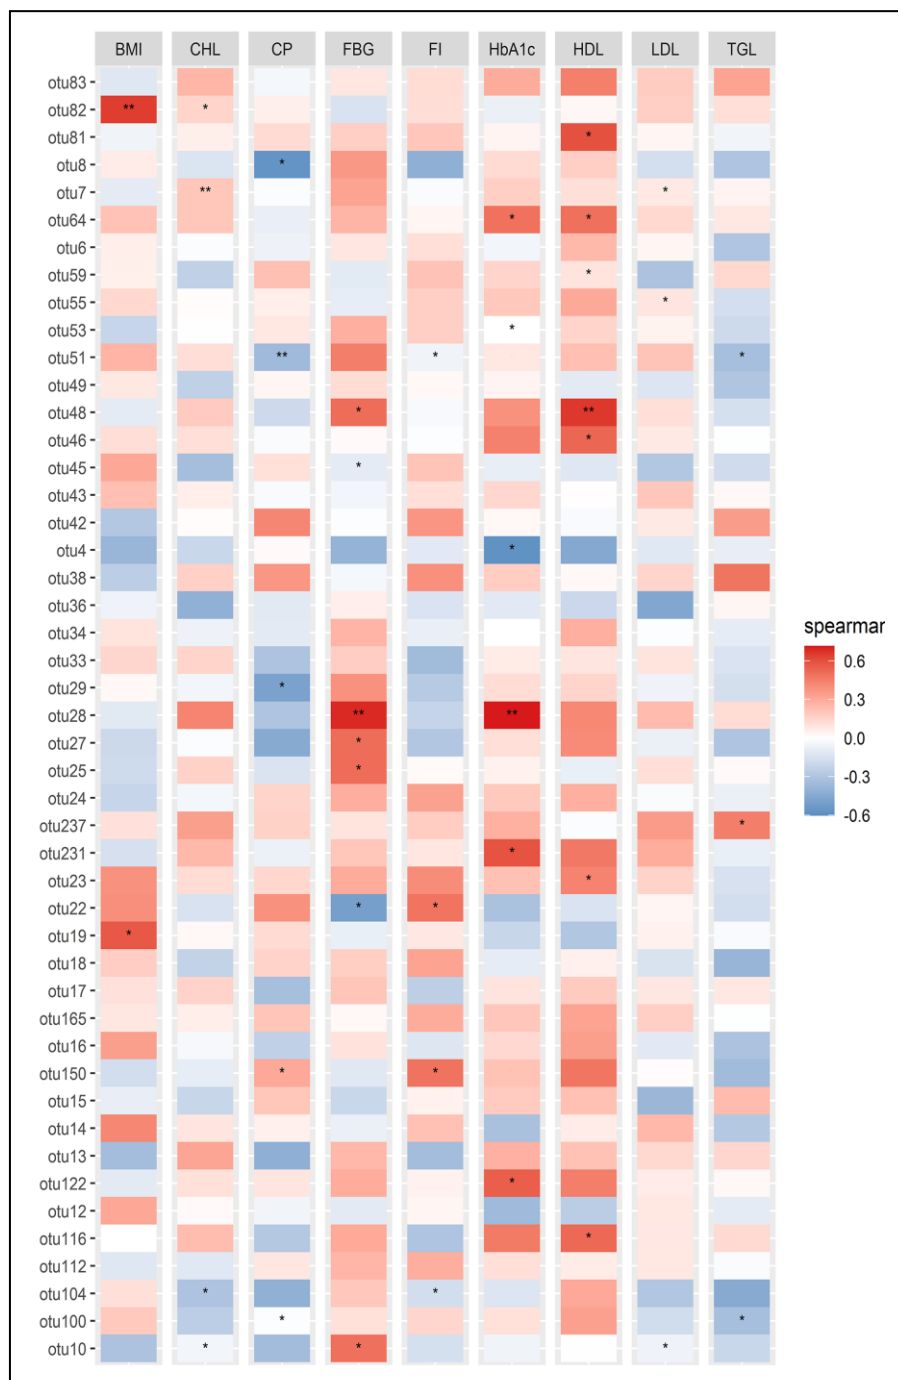 BMI CHL CP FBG FI HbA1c HDL LDL TGL
otu83
otu82 ** *
otu81 *
otu8 *
otu7 ** *
otu64 * *
otu6
otu59 *
otu55 *
otu53 *
otu51 ** * *
otu49
otu48 * **
otu46 *
otu45 *
otu43
otu42
otu4 *
otu38
otu36
otu34
otu33
otu29 *
otu28 ** **
otu27 *
otu25 *
otu24
otu237 *
otu231 *
otu23 *
otu22 * *
otu19 *
otu18
otu17
otu165
otu16
otu150 * *
otu15
otu14
otu13
otu122 *
otu12
otu116 *
otu112
otu104 * *
otu100 * *
otu10 * * *
spearmar
0.6
0.3
0.0
-0.3
-0.6